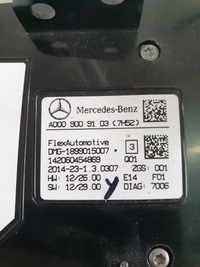 Mercedes-Benz
A000 900 91 03 <7H52>
FlexAutomotive
DMG-1899015007 3
142060454869 Q01
2014-23-1.3.0307 ZGS: 001
HW: 12/26.00 E14 F01
SW: 12/29.00 DIAG: 7006